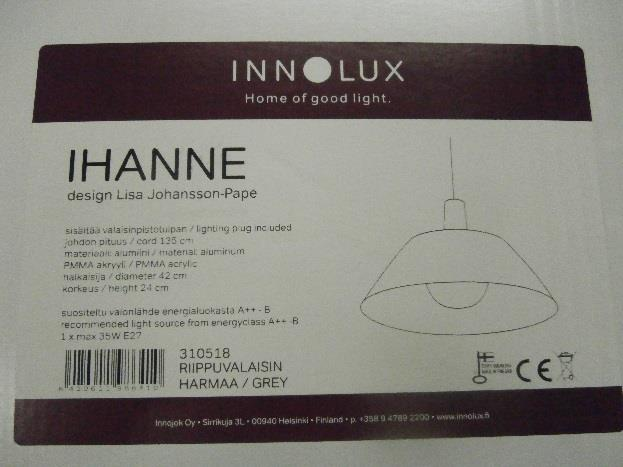 INNOLUX
Home of good light.
IHANNE
design Lisa Johansson-Pape
sisältää valaisinpistotulpan / lighting plug included
johdon pituus / cord 135 cm
materiaali: alumiini / material: aluminum
PMMA akryyli / PMMA acrylic
halkaisija / diameter 42 cm
korkeus / height 24 cm
suositeltu valonlähde energialuokasta A++ - B
recommended light source from energyclass A++ -B
1 x max 35W E27
310518
RIIPPUVALAISIN
HARMAA / GREY
CE
Innojok Oy • Sirrikuja 3L • 00940 Helsinki • Finland • p. +358 9 4789 2200 • www.innolux.fi